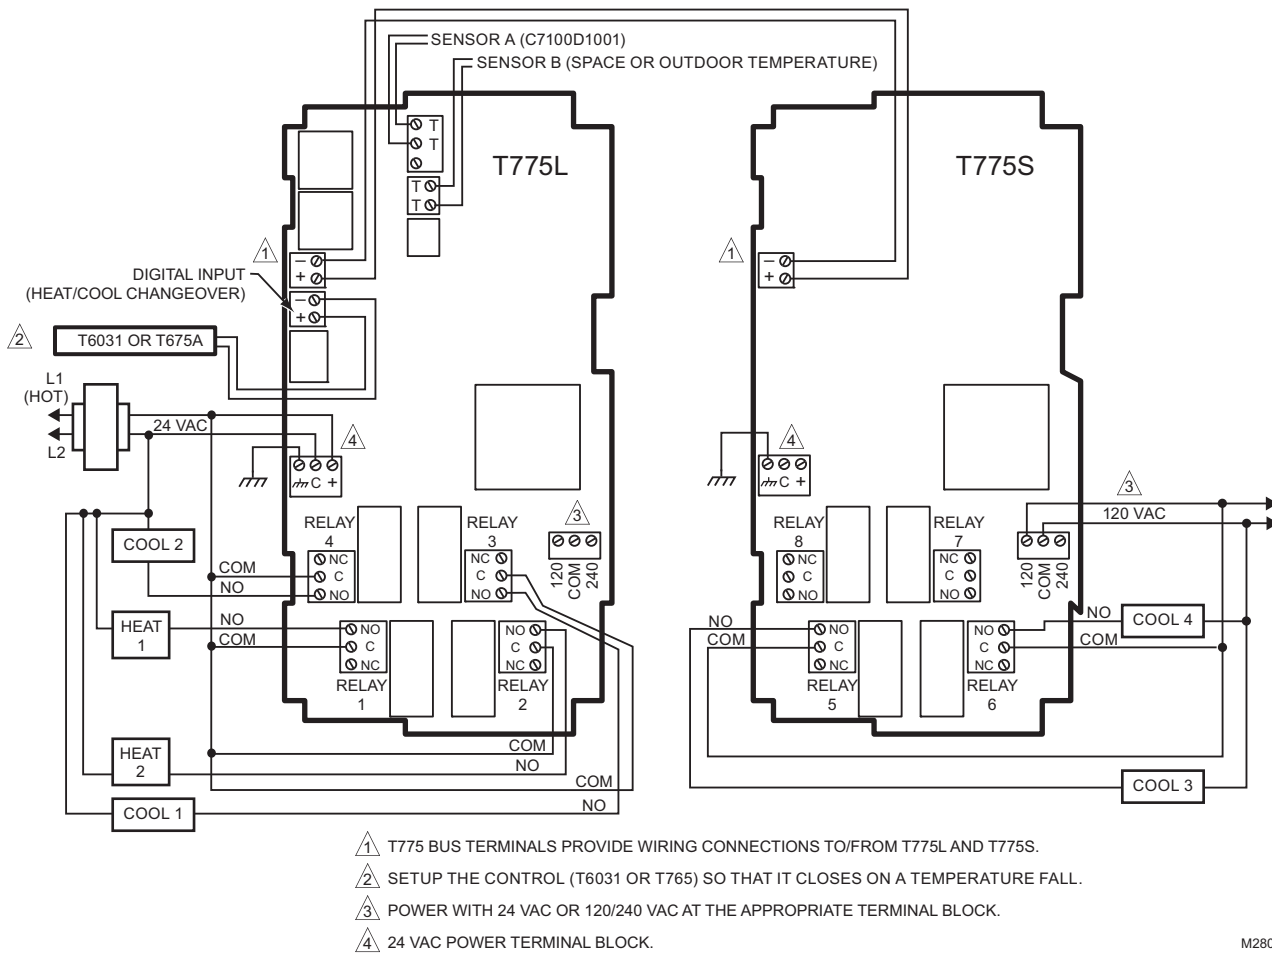 SENSOR A (C7100D1001)
SENSOR B (SPACE OR OUTDOOR TEMPERATURE)
T
T
T775L
T
T
1
– 
+
DIGITAL INPUT
(HEAT/COOL CHANGEOVER)
–
+
2
T6031 OR T675A
L1
(HOT)
24 VAC
L2
4
C +
COOL 2
RELAY
4
NC
C
NO
RELAY
3
NC
C
NO
3
120
COM
240
COM
NO
HEAT
1
NO
COM
NO
C
NC
RELAY
1
NO
C
NC
RELAY
2
HEAT
2
COM
NO
COOL 1
COM
NO
T775S
1
–
+
4
C +
RELAY
8
NC
C
NO
RELAY
7
NC
C
NO
3
120 VAC
120
COM
240
NO
COM
NO
C
NC
RELAY
5
NO
C
NC
RELAY
6
NO
COOL 4
COM
COOL 3
1 T775 BUS TERMINALS PROVIDE WIRING CONNECTIONS TO/FROM T775L AND T775S.
2 SETUP THE CONTROL (T6031 OR T765) SO THAT IT CLOSES ON A TEMPERATURE FALL.
3 POWER WITH 24 VAC OR 120/240 VAC AT THE APPROPRIATE TERMINAL BLOCK.
4 24 VAC POWER TERMINAL BLOCK.
M280